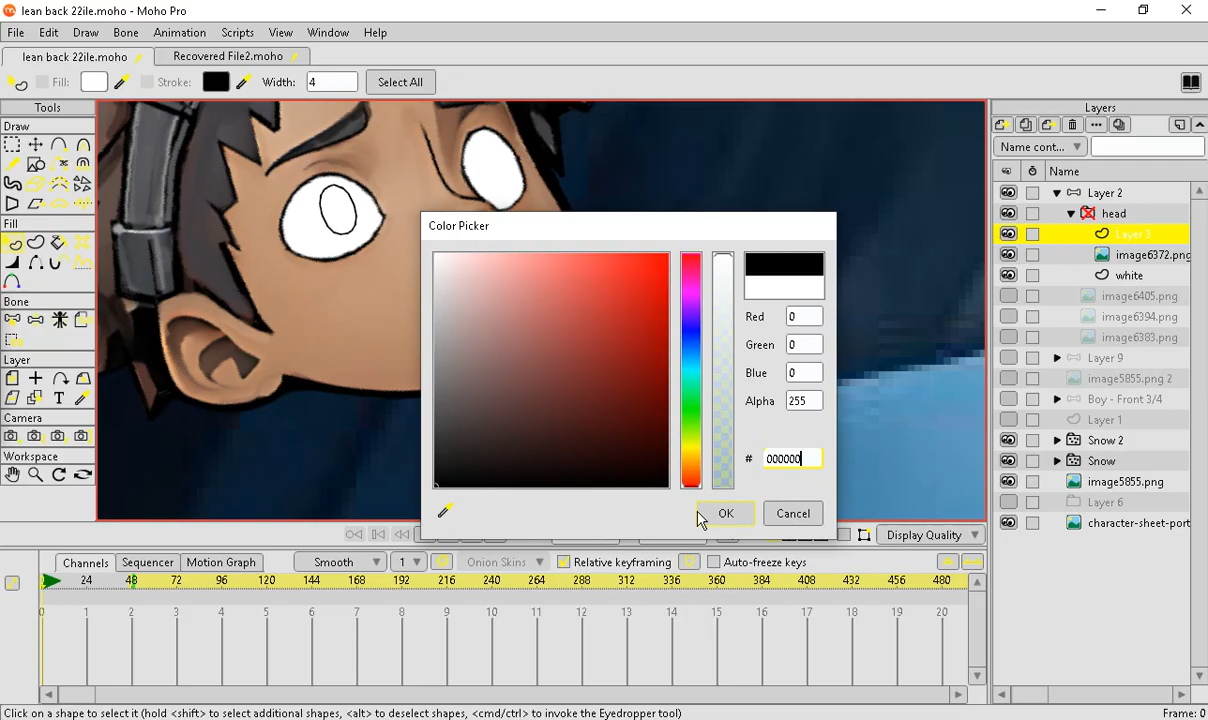 lean back 22ile.moho - Moho Pro
File Edit Draw Bone Animation Scripts View Window Help
lean back 22ile.moho Recovered File2.moho
Fill: Stroke: Width: 4 Select All
Tools
Draw
Fill
Bone
Layer
Camera
Workspace
Color Picker
Red 0
Green 0
Blue 0
Alpha 255
# 000000
OK Cancel
Layers
Name cont...
Name
Layer 2
head
Layer 3
image6372.png
white
image6405.png
image6394.png
image6383.png
Layer 9
image5855.png 2
Boy - Front 3/4
Layer 1
Snow 2
Snow
image5855.png
Layer 6
character-sheet-port
Display Quality
Channels Sequencer Motion Graph Smooth 1 Onion Skins Relative keyframing Auto-freeze keys
24 48 72 96 120 144 168 192 216 240 264 288 312 336 360 384 408 432 456 480
0 1 2 3 4 5 6 7 8 9 10 11 12 13 14 15 16 17 18 19 20
Click on a shape to select it (hold <shift> to select additional shapes, <alt> to deselect shapes, <cmd/ctrl> to invoke the Eyedropper tool) Frame: 0